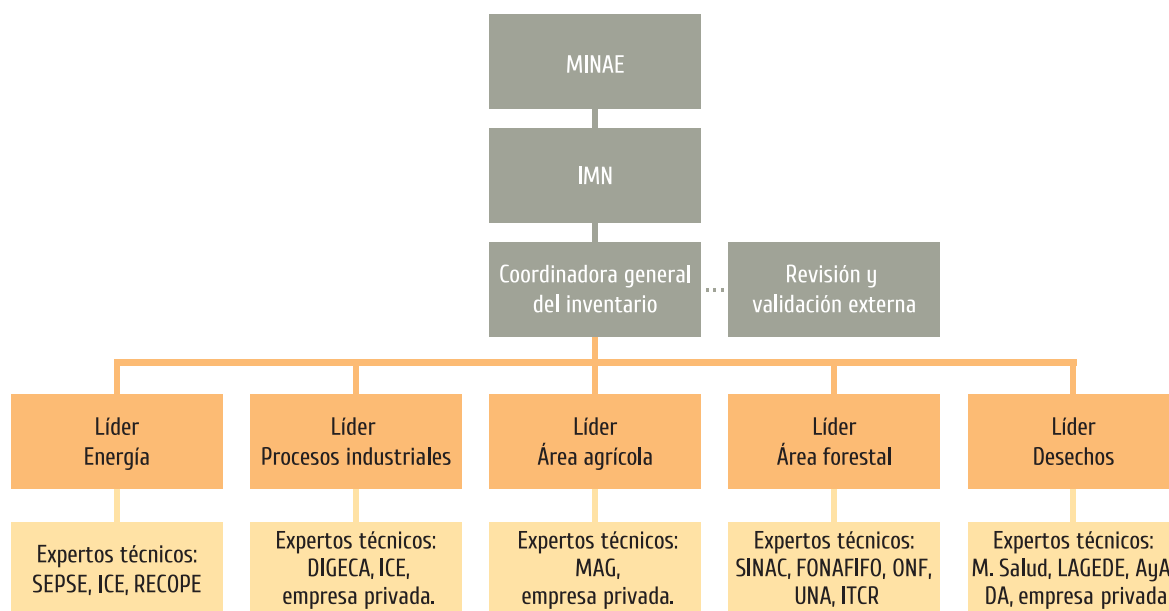 MINAE
IMN
Coordinadora general
del inventario
Revisión y
validación externa
Líder
Energía
Líder
Procesos industriales
Líder
Área agrícola
Líder
Área forestal
Líder
Desechos
Expertos técnicos:
SEPSE, ICE, RECOPE
Expertos técnicos:
DIGECA, ICE,
empresa privada.
Expertos técnicos:
MAG,
empresa privada.
Expertos técnicos:
SINAC, FONAFIFO, ONF,
UNA, ITCR
Expertos técnicos:
M. Salud, LAGEDE, AyA,
DA, empresa privada